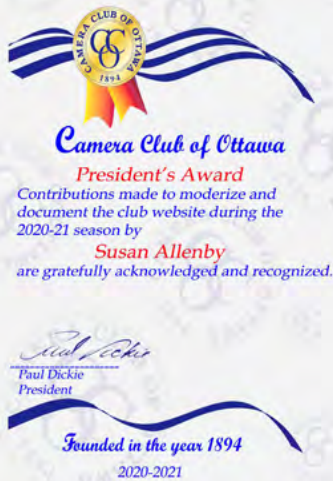 CAMERA CLUB OF OTTAWA
1894
Camera Club of Ottawa
President's Award
Contributions made to moderize and
document the club website during the
2020-21 season by
Susan Allenby
are gratefully acknowledged and recognized.
Paul Dickie
Paul Dickie
President
Founded in the year 1894
2020-2021